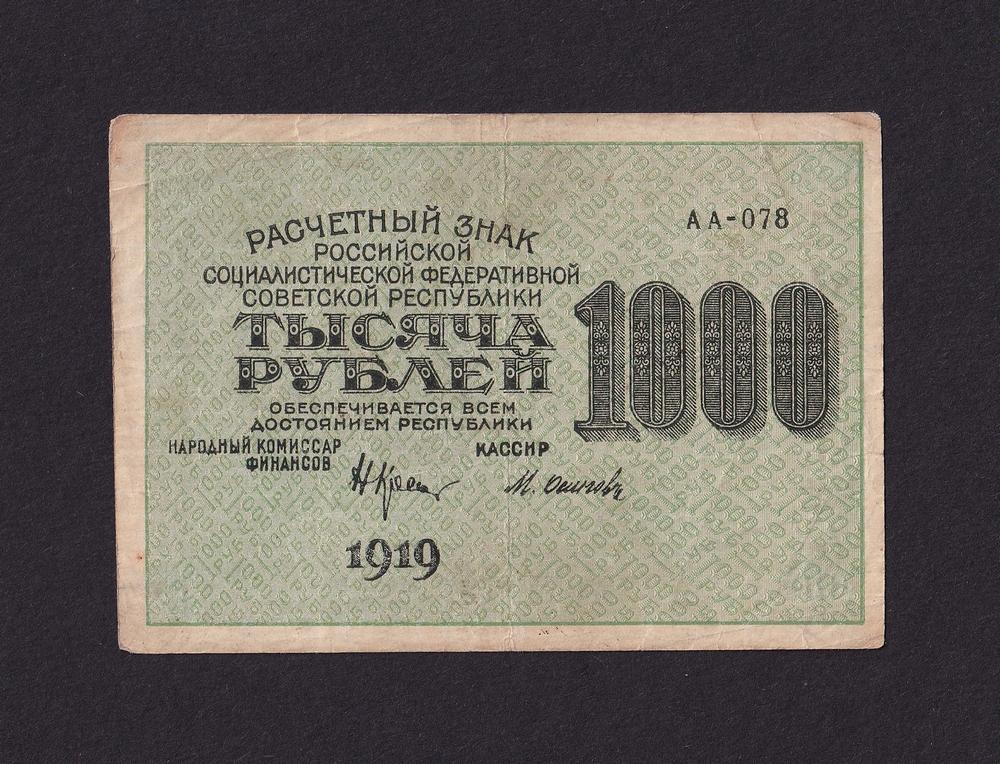 АА-078
РАСЧЕТНЫЙ ЗНАК
РОССИЙСКОЙ
СОЦИАЛИСТИЧЕСКОЙ ФЕДЕРАТИВНОЙ
СОВЕТСКОЙ РЕСПУБЛИКИ
ТЫСЯЧА
РУБЛЕЙ
1000
ОБЕСПЕЧИВАЕТСЯ ВСЕМ
ДОСТОЯНИЕМ РЕСПУБЛИКИ
НАРОДНЫЙ КОМИССАР
ФИНАНСОВ
КАССИР
1919